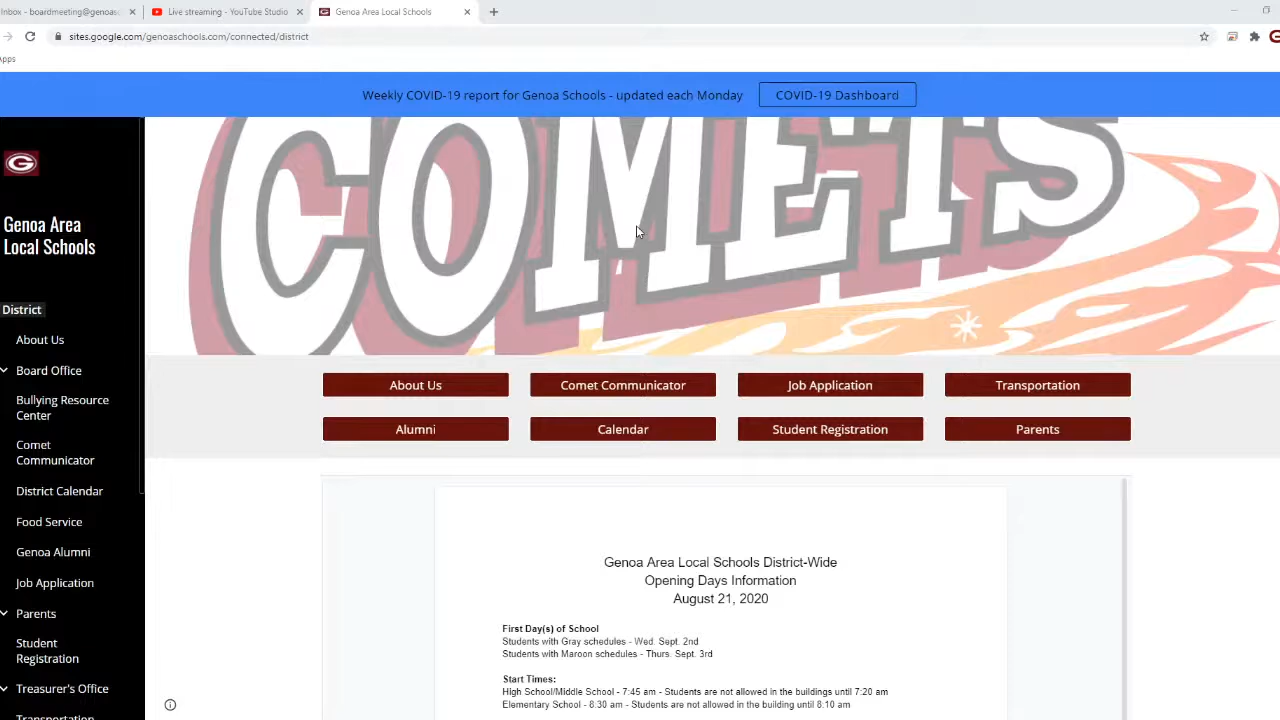 Inbox - boardmeeting@genoas
Live streaming - YouTube Studio
Genoa Area Local Schools
sites.google.com/genoaschools.com/connected/district
Apps
Weekly COVID-19 report for Genoa Schools - updated each Monday
COVID-19 Dashboard
COMETS
G
Genoa Area
Local Schools
District
About Us
Board Office
Bullying Resource
Center
Comet
Communicator
District Calendar
Food Service
Genoa Alumni
Job Application
Parents
Student
Registration
Treasurer's Office
Transportation
About Us
Comet Communicator
Job Application
Transportation
Alumni
Calendar
Student Registration
Parents
Genoa Area Local Schools District-Wide
Opening Days Information
August 21, 2020
First Day(s) of School
Students with Gray schedules - Wed. Sept. 2nd
Students with Maroon schedules - Thurs. Sept. 3rd
Start Times:
High School/Middle School - 7:45 am - Students are not allowed in the buildings until 7:20 am
Elementary School - 8:30 am - Students are not allowed in the building until 8:10 am